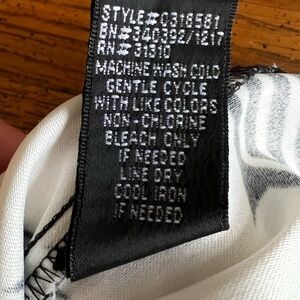 STYLE#0316581
BN#340392/1217
RN#31310
MACHINE WASH COLD
GENTLE CYCLE
WITH LIKE COLORS
NON-CHLORINE
BLEACH ONLY
IF NEEDED
LINE DRY
COOL IRON
IF NEEDED